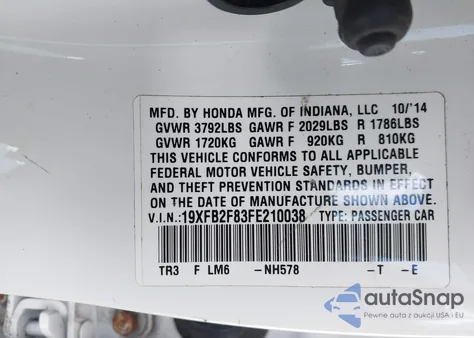 MFD. BY HONDA MFG. OF INDIANA, LLC 10/'14
GVWR 3792LBS GAWR F 2029LBS R 1786LBS
GVWR 1720KG GAWR F 920KG R 810KG
THIS VEHICLE CONFORMS TO ALL APPLICABLE
FEDERAL MOTOR VEHICLE SAFETY, BUMPER,
AND THEFT PREVENTION STANDARDS IN EFFECT
ON THE DATE OF MANUFACTURE SHOWN ABOVE.
V.I.N.:19XFB2F83FE210038 TYPE: PASSENGER CAR
TR3 F LM6 -NH578 -T -E
autoSnap
Pewne auta z aukcji USA i EU